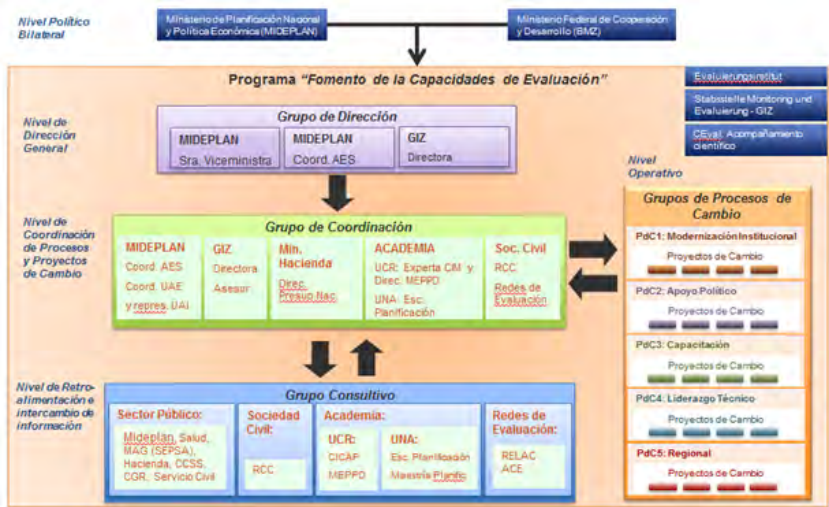 Nivel Político
Bilateral
Ministerio de Planificación Nacional
y Política Económica (MIDEPLAN)
Ministerio Federal de Cooperación
y Desarrollo (BMZ)
Programa “Fomento de la Capacidades de Evaluación”
Evaluierungsinstitut
Stabsstelle Monitoring und
Evaluierung - GIZ
CEval: Acompañamiento
científico
Nivel de
Dirección
General
Grupo de Dirección
MIDEPLAN
Sra. Viceministra
MIDEPLAN
Coord. AES
GIZ
Directora
Nivel de
Coordinación
de Procesos
y Proyectos
de Cambio
Grupo de Coordinación
MIDEPLAN
Coord. AES
Coord. UAE
y repres. UAI
GIZ
Directora
Asesor
Min.
Hacienda
Direc.
Presup Nac.
ACADEMIA
UCR: Experta CIM y
Direc. MEPPD
UNA: Esc.
Planificación
Soc. Civil
RCC
Redes de
Evaluación
Nivel de Retro-
alimentación e
intercambio de
información
Grupo Consultivo
Sector Público:
Mideplan, Salud,
MAG (SEPSA),
Hacienda, CCSS,
CGR, Servicio Civil
Sociedad
Civil:
RCC
Academia:
UCR:
CICAP
MEPPD
UNA:
Esc. Planificación
Maestría Planific.
Redes de
Evaluación:
RELAC
ACE
Nivel
Operativo
Grupos de Procesos de
Cambio
PdC1: Modernización Institucional
Proyectos de Cambio
PdC2: Apoyo Político
Proyectos de Cambio
PdC3: Capacitación
Proyectos de Cambio
PdC4: Liderazgo Técnico
Proyectos de Cambio
PdC5: Regional
Proyectos de Cambio